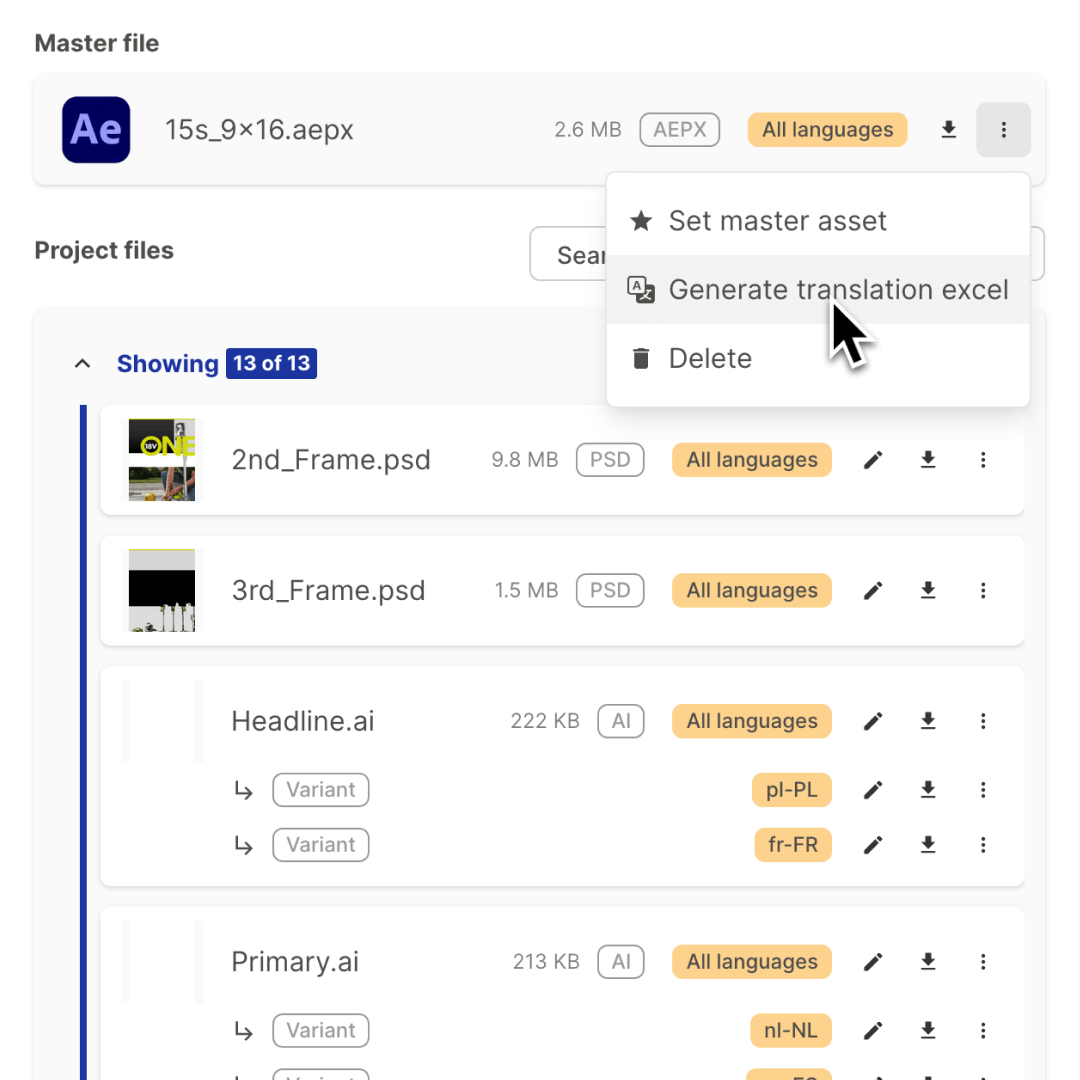 Master file
Ae
15s_9×16.aepx
2.6 MB
AEPX
All languages
Set master asset
Project files
Generate translation excel
Delete
Showing 13 of 13
18V ONE
2nd_Frame.psd
9.8 MB
PSD
All languages
3rd_Frame.psd
1.5 MB
PSD
All languages
Headline.ai
222 KB
AI
All languages
Variant
pl-PL
Variant
fr-FR
Primary.ai
213 KB
AI
All languages
Variant
nl-NL
Variant